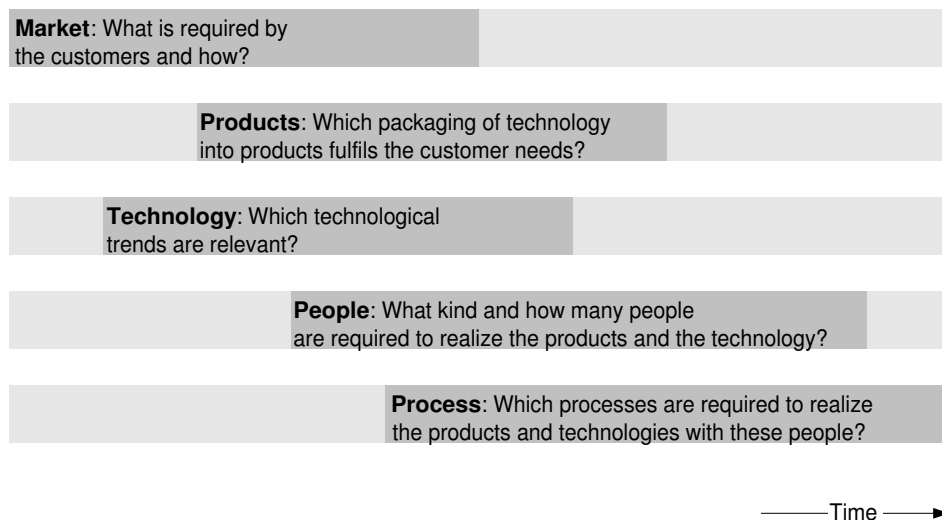 Market: What is required by
the customers and how?
Products: Which packaging of technology
into products fulfils the customer needs?
Technology: Which technological
trends are relevant?
People: What kind and how many people
are required to realize the products and the technology?
Process: Which processes are required to realize
the products and technologies with these people?
Time